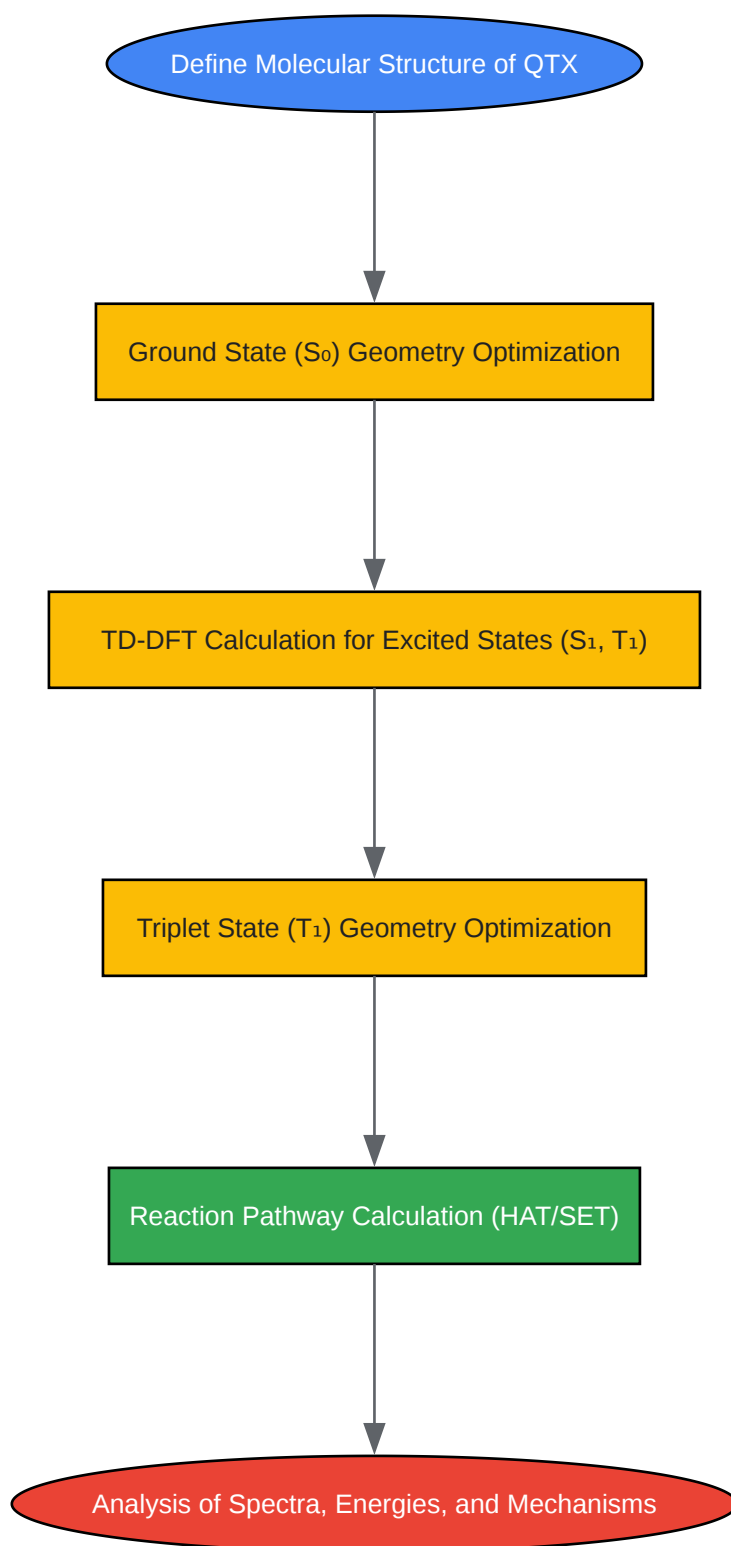 Define Molecular Structure of QTX
Ground State (S₀) Geometry Optimization
TD-DFT Calculation for Excited States (S₁, T₁)
Triplet State (T₁) Geometry Optimization
Reaction Pathway Calculation (HAT/SET)
Analysis of Spectra, Energies, and Mechanisms